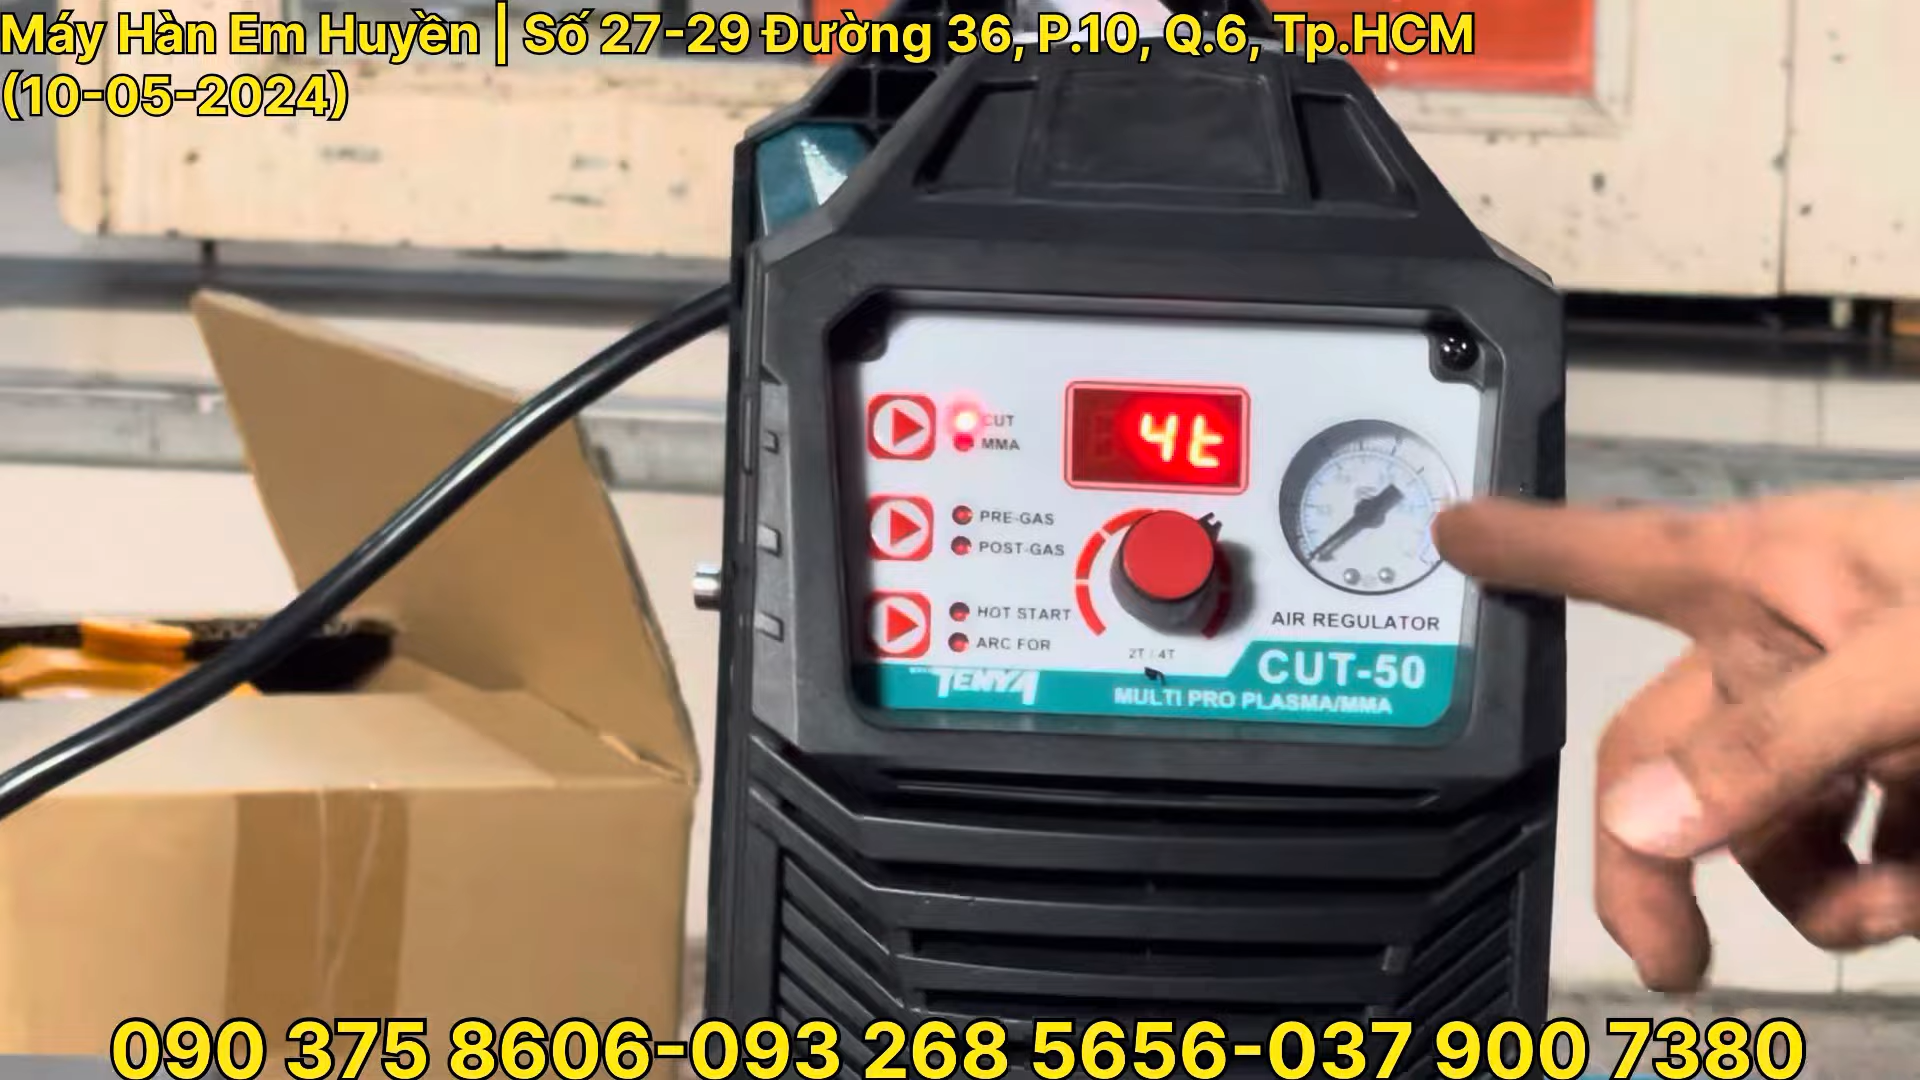 Máy Hàn Em Huyền | Số 27-29 Đường 36, P.10, Q.6, Tp.HCM
(10-05-2024)
CUT
MMA
4t
PRE-GAS
POST-GAS
HOT START
ARC FOR
AIR REGULATOR
2T / 4T
TENYA
CUT-50
MULTI PRO PLASMA/MMA
090 375 8606-093 268 5656-037 900 7380